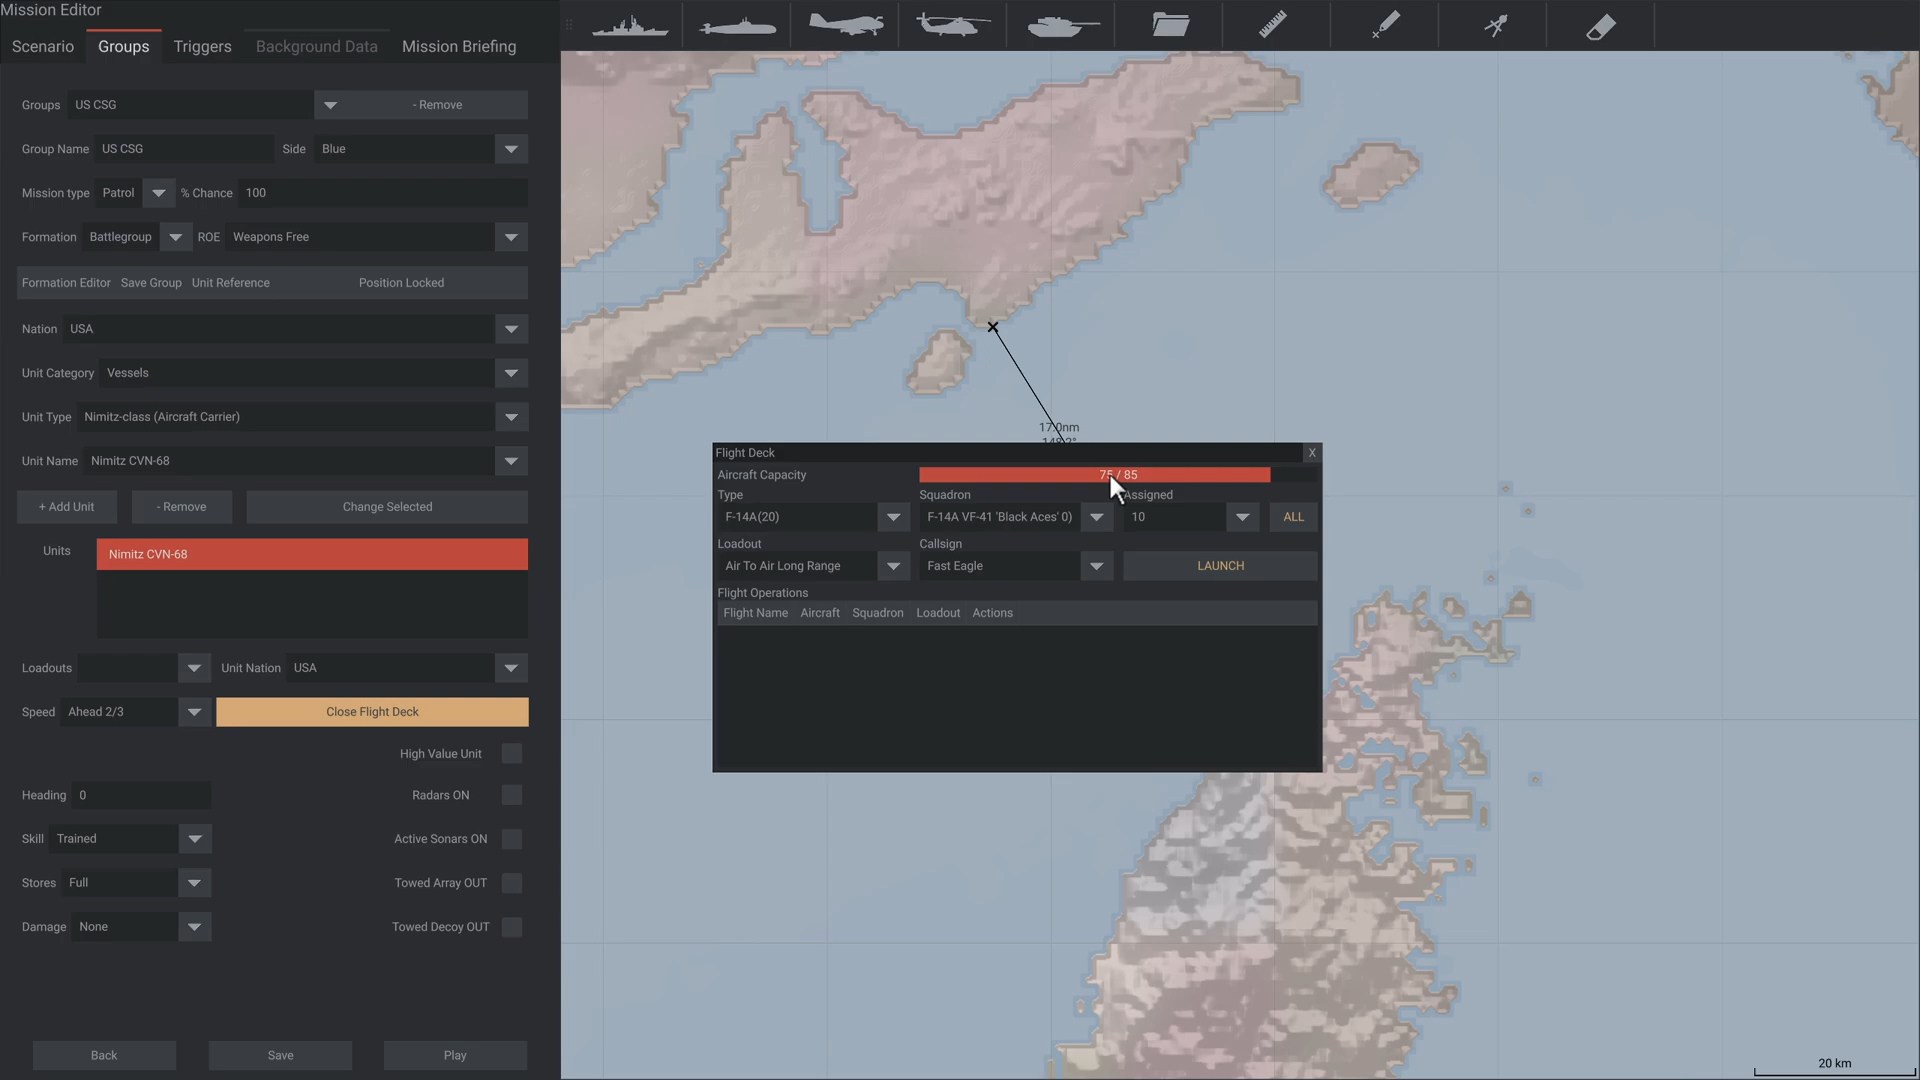 Mission Editor
Scenario Groups Triggers Background Data Mission Briefing
Groups US CSG - Remove
Group Name US CSG Side Blue
Mission type Patrol % Chance 100
Formation Battlegroup ROE Weapons Free
Formation Editor Save Group Unit Reference Position Locked
Nation USA
Unit Category Vessels
Unit Type Nimitz-class (Aircraft Carrier)
Unit Name Nimitz CVN-68
+ Add Unit - Remove Change Selected
Units Nimitz CVN-68
Loadouts Unit Nation USA
Speed Ahead 2/3 Close Flight Deck
High Value Unit
Heading 0 Radars ON
Skill Trained Active Sonars ON
Stores Full Towed Array OUT
Damage None Towed Decoy OUT
Back Save Play
17.0nm
Flight Deck X
Aircraft Capacity 75 / 85
Type Squadron Assigned
F-14A(20) F-14A VF-41 'Black Aces' 0) 10 ALL
Loadout Callsign
Air To Air Long Range Fast Eagle LAUNCH
Flight Operations
Flight Name Aircraft Squadron Loadout Actions
20 km